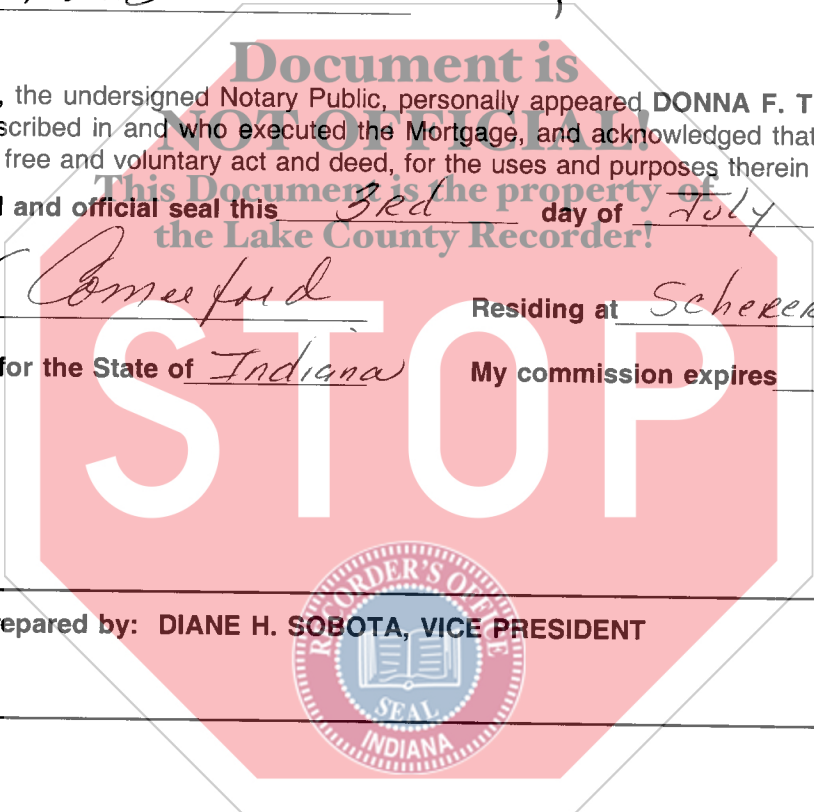 Document is
, the undersigned Notary Public, personally appeared DONNA F. T
NOT OFFICIAL!
scribed in and who executed the Mortgage, and acknowledged that
free and voluntary act and deed, for the uses and purposes therein
This Document is the property of
and official seal this 3rd day of July
the Lake County Recorder!
Comerford
Residing at Scherer
STOP
for the State of Indiana My commission expires
RECORDER'S OFFICE
epared by: DIANE H. SOBOTA, VICE PRESIDENT
SEAL
INDIANA